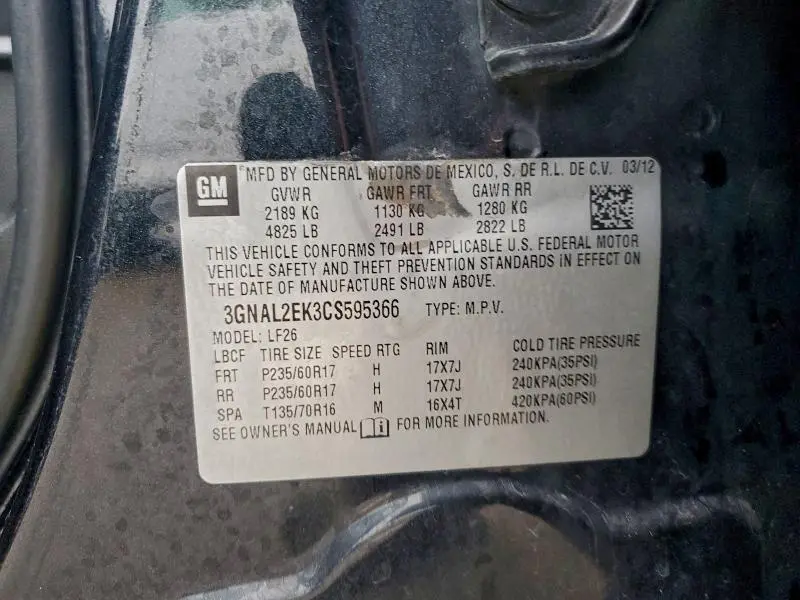 GM
MFD BY GENERAL MOTORS DE MEXICO, S. DE R.L. DE C.V. 03/12
GVWR GAWR FRT GAWR RR
2189 KG 1130 KG 1280 KG
4825 LB 2491 LB 2822 LB
THIS VEHICLE CONFORMS TO ALL APPLICABLE U.S. FEDERAL MOTOR
VEHICLE SAFETY AND THEFT PREVENTION STANDARDS IN EFFECT ON
THE DATE OF MANUFACTURE SHOWN ABOVE.
3GNAL2EK3CS595366 TYPE: M.P.V.
MODEL: LF26
LBCF TIRE SIZE SPEED RTG RIM COLD TIRE PRESSURE
FRT P235/60R17 H 17X7J 240KPA(35PSI)
RR P235/60R17 H 17X7J 240KPA(35PSI)
SPA T135/70R16 M 16X4T 420KPA(60PSI)
SEE OWNER'S MANUAL FOR MORE INFORMATION.